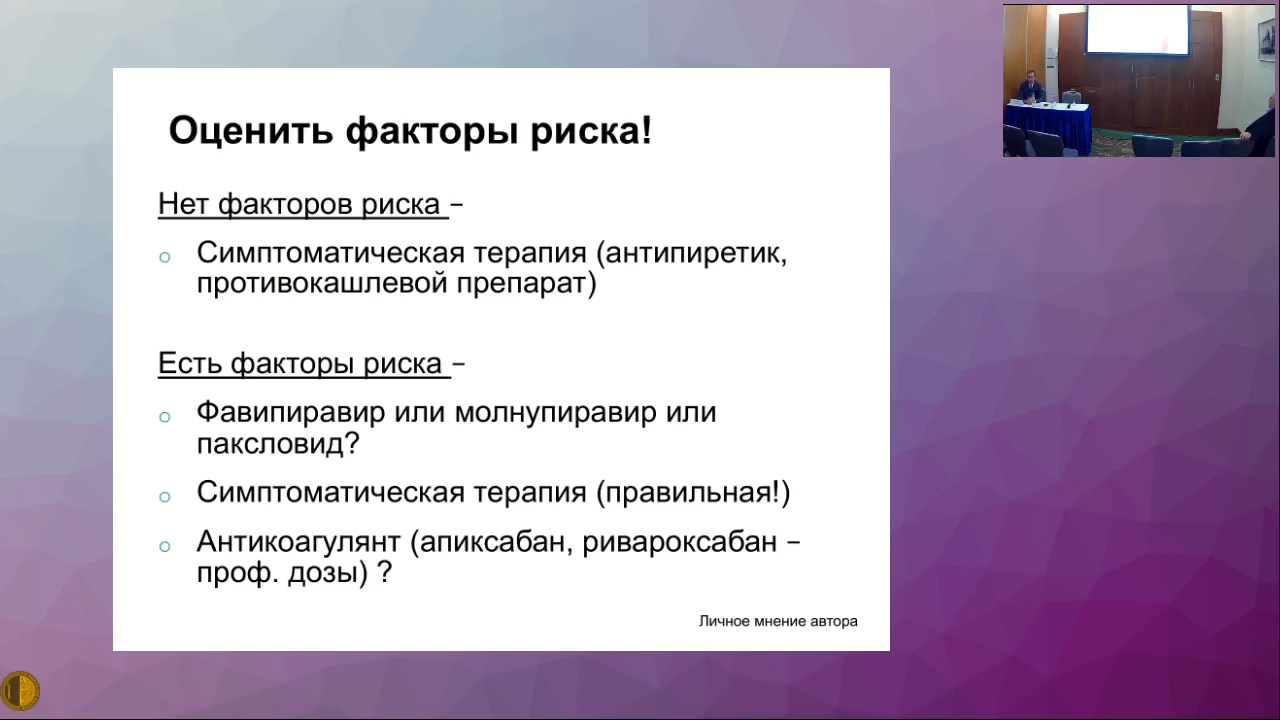 Оценить факторы риска!
Нет факторов риска –
Симптоматическая терапия (антипиретик,
противокашлевой препарат)
Есть факторы риска –
Фавипиравир или молнупиравир или
паксловид?
Симптоматическая терапия (правильная!)
Антикоагулянт (апиксабан, ривароксабан –
проф. дозы) ?
Личное мнение автора